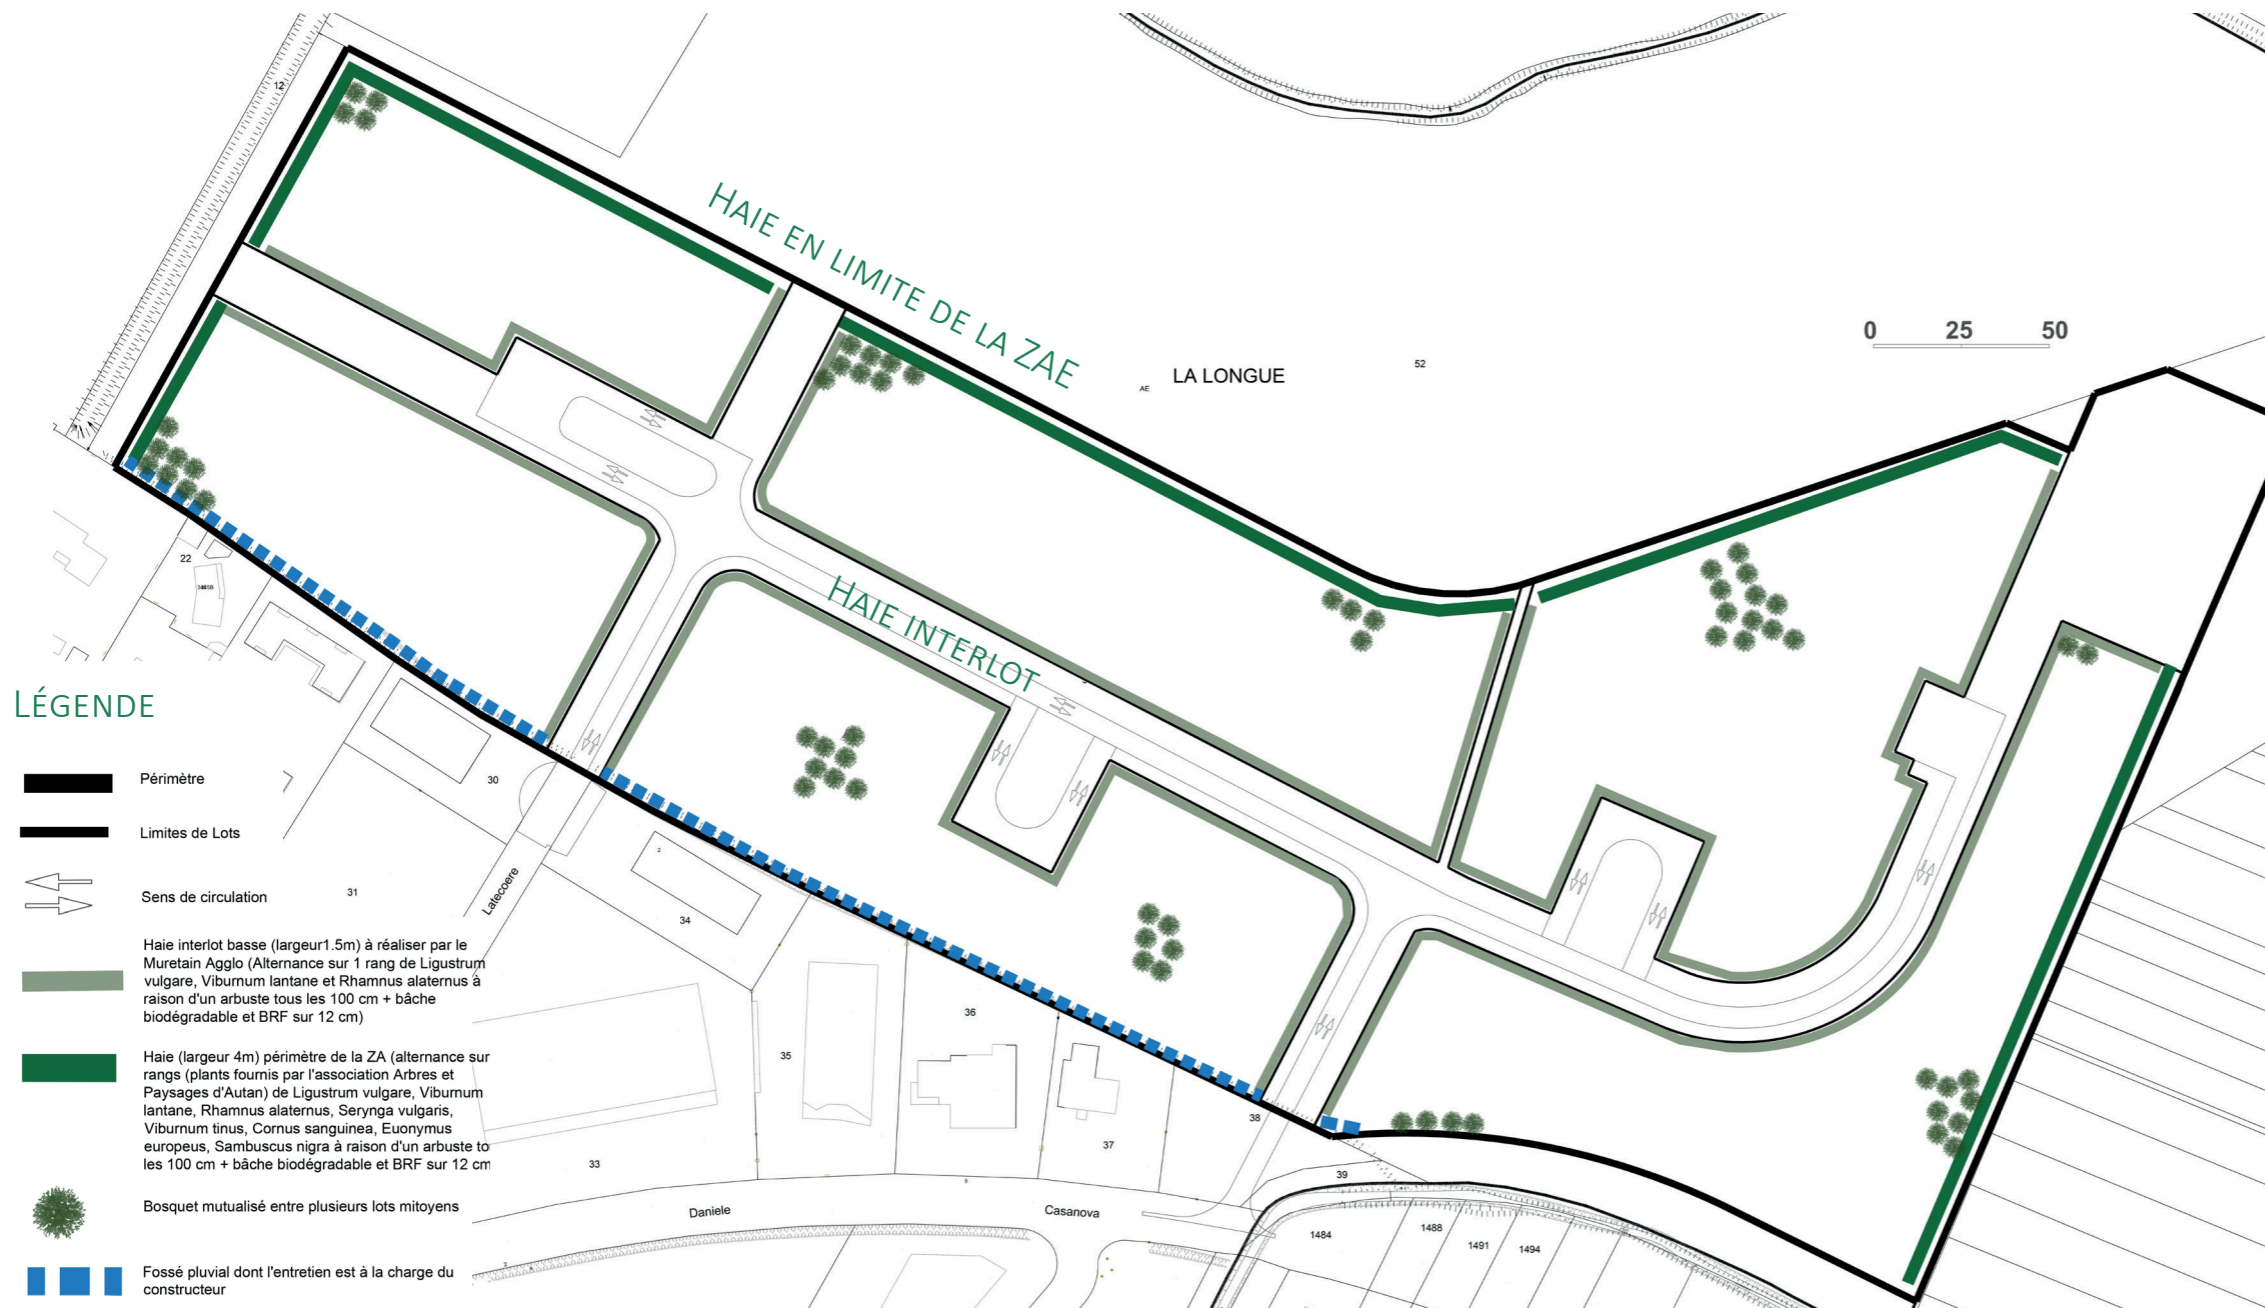 12
HAIE EN LIMITE DE LA ZAE
0 25 50
52
AE
LA LONGUE
22
HAIE INTERLOT
LÉGENDE
Périmètre
Limites de Lots
Sens de circulation
Haie interlot basse (largeur1.5m) à réaliser par le
Muretain Agglo (Alternance sur 1 rang de Ligustrum
vulgare, Viburnum lantane et Rhamnus alaternus à
raison d'un arbuste tous les 100 cm + bâche
biodégradable et BRF sur 12 cm)
Haie (largeur 4m) périmètre de la ZA (alternance sur
rangs (plants fournis par l'association Arbres et
Paysages d'Autan) de Ligustrum vulgare, Viburnum
lantane, Rhamnus alaternus, Serynga vulgaris,
Viburnum tinus, Cornus sanguinea, Euonymus
europeus, Sambuscus nigra à raison d'un arbuste to
les 100 cm + bâche biodégradable et BRF sur 12 cm
Bosquet mutualisé entre plusieurs lots mitoyens
Fossé pluvial dont l'entretien est à la charge du
constructeur
30
31
Latecoere
34
35
36
37
38
33
39
Daniele
Casanova
1484
1488
1491
1494